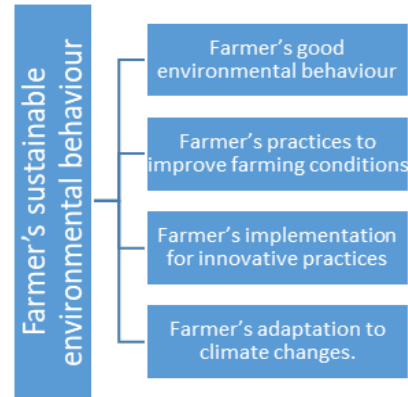 Farmer's sustainable
environmental behaviour
Farmer's good
environmental behaviour
Farmer's practices to
improve farming conditions
Farmer's implementation
for innovative practices
Farmer's adaptation to
climate changes.